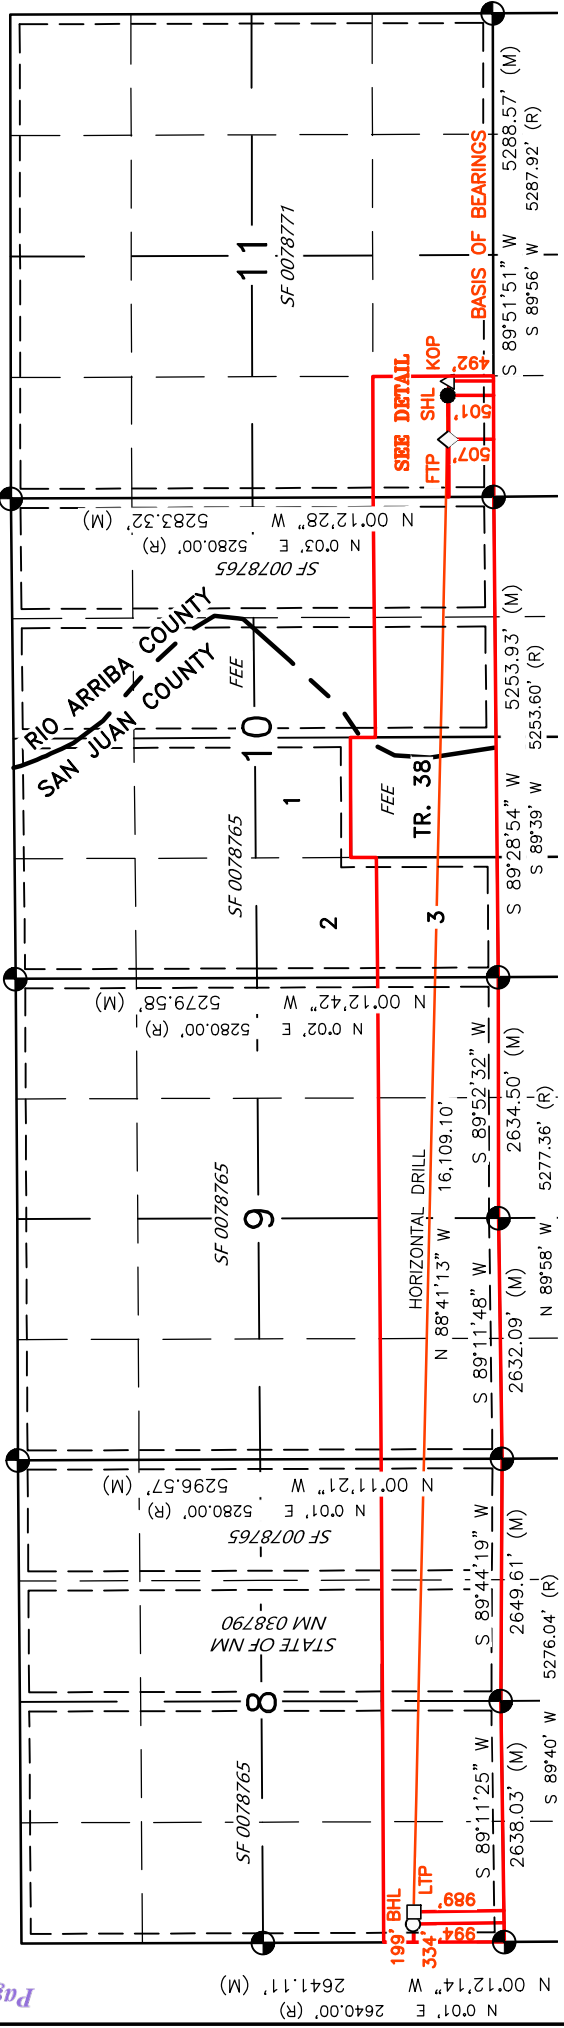 11
SF 0078771
5288.57' (M)
5287.92' (R)
BASIS OF BEARINGS
S 89°51'51" W
S 89°56' W
SEE DETAIL
KOP
SHL
FTP
492'
501'
507'
N 00°12'28" W 5283.32' (M)
N 0°03' E 5280.00' (R)
SF 0078765
RIO ARRIBA COUNTY
SAN JUAN COUNTY
FEE
10
SF 0078765
1
2
3
FEE
TR. 38
5253.93' (M)
5253.60' (R)
S 89°28'54" W
S 89°39' W
N 00°12'42" W 5279.58' (M)
N 0°02' E 5280.00' (R)
SF 0078765
9
HORIZONTAL DRILL
N 88°41'13" W 16,109.10'
S 89°52'32" W
2634.50' (M)
S 89°11'48" W
2632.09' (M)
N 89°58' W 5277.36' (R)
N 00°11'21" W 5296.57' (M)
N 0°01' E 5280.00' (R)
SF 0078765
STATE OF NM
NM 038790
8
SF 0078765
S 89°44'19" W
2649.61' (M)
S 89°11'25" W
2638.03' (M)
S 89°40' W 5276.04' (R)
199' BHL
334' LTP
989'
994'
N 00°12'14" W 2641.11' (M)
N 0°01' E 2640.00' (R)